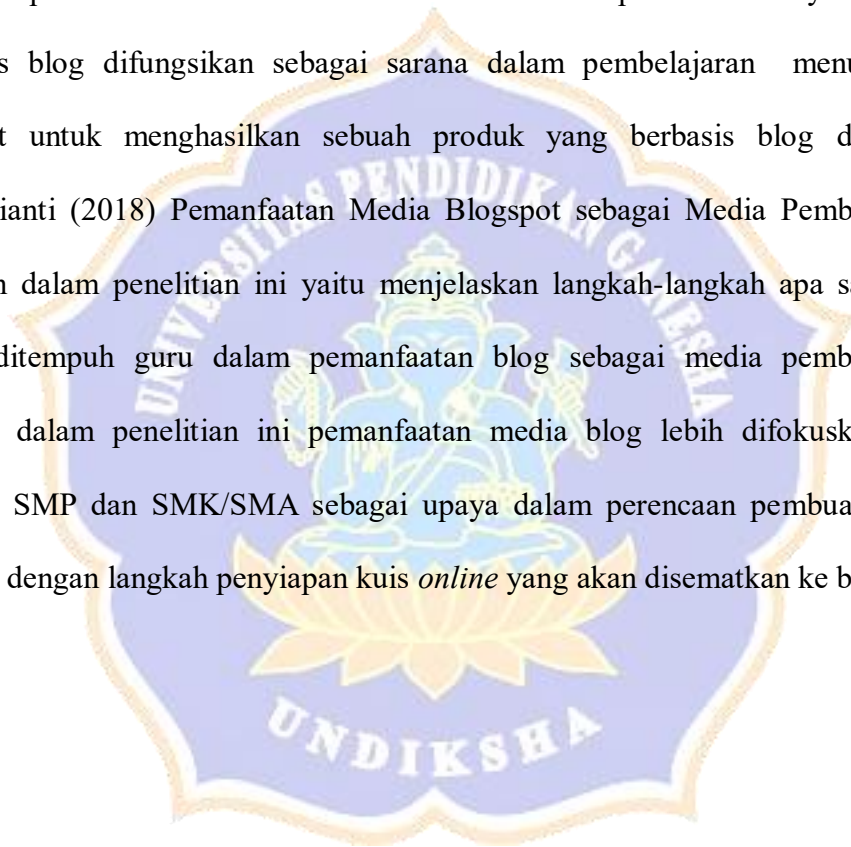 s blog difungsikan sebagai sarana dalam pembelajaran menu
t untuk menghasilkan sebuah produk yang berbasis blog d
ianti (2018) Pemanfaatan Media Blogspot sebagai Media Pemb
dalam penelitian ini yaitu menjelaskan langkah-langkah apa s
ditempuh guru dalam pemanfaatan blog sebagai media pemb
dalam penelitian ini pemanfaatan media blog lebih difokusk
SMP dan SMK/SMA sebagai upaya dalam perencaan pembua
dengan langkah penyiapan kuis online yang akan disematkan ke b
UNIVERSITAS PENDIDIKAN GANESHA
UNDIKSHA